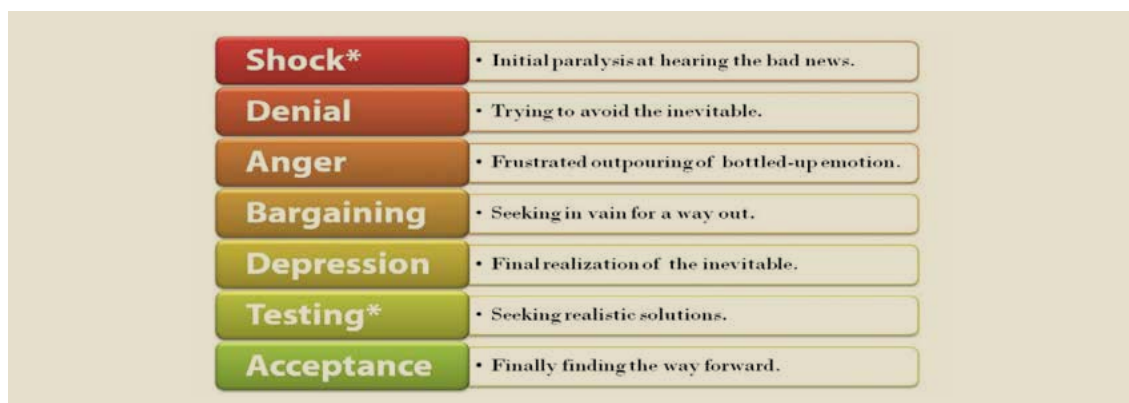 Shock* • Initial paralysis at hearing the bad news.
Denial • Trying to avoid the inevitable.
Anger • Frustrated outpouring of bottled-up emotion.
Bargaining • Seeking in vain for a way out.
Depression • Final realization of the inevitable.
Testing* • Seeking realistic solutions.
Acceptance • Finally finding the way forward.